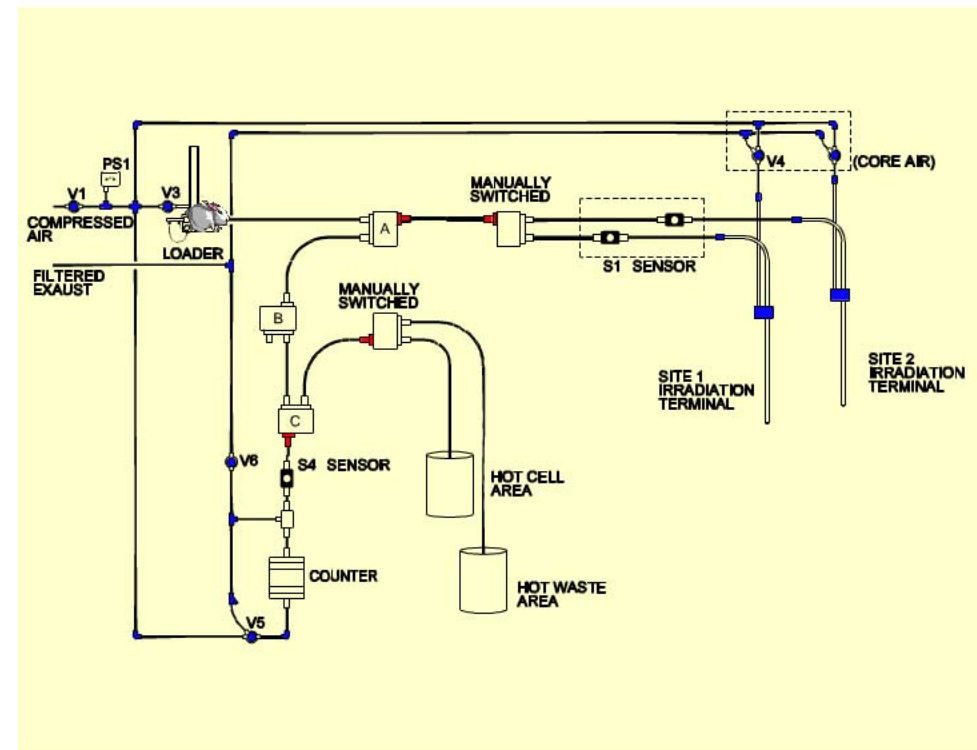 PS1
V1
V3
COMPRESSED
AIR
LOADER
FILTERED
EXAUST
MANUALLY
SWITCHED
A
V4
(CORE AIR)
S1 SENSOR
MANUALLY
SWITCHED
B
C
SITE 1
IRRADIATION
TERMINAL
SITE 2
IRRADIATION
TERMINAL
V6
S4 SENSOR
HOT CELL
AREA
COUNTER
HOT WASTE
AREA
V5